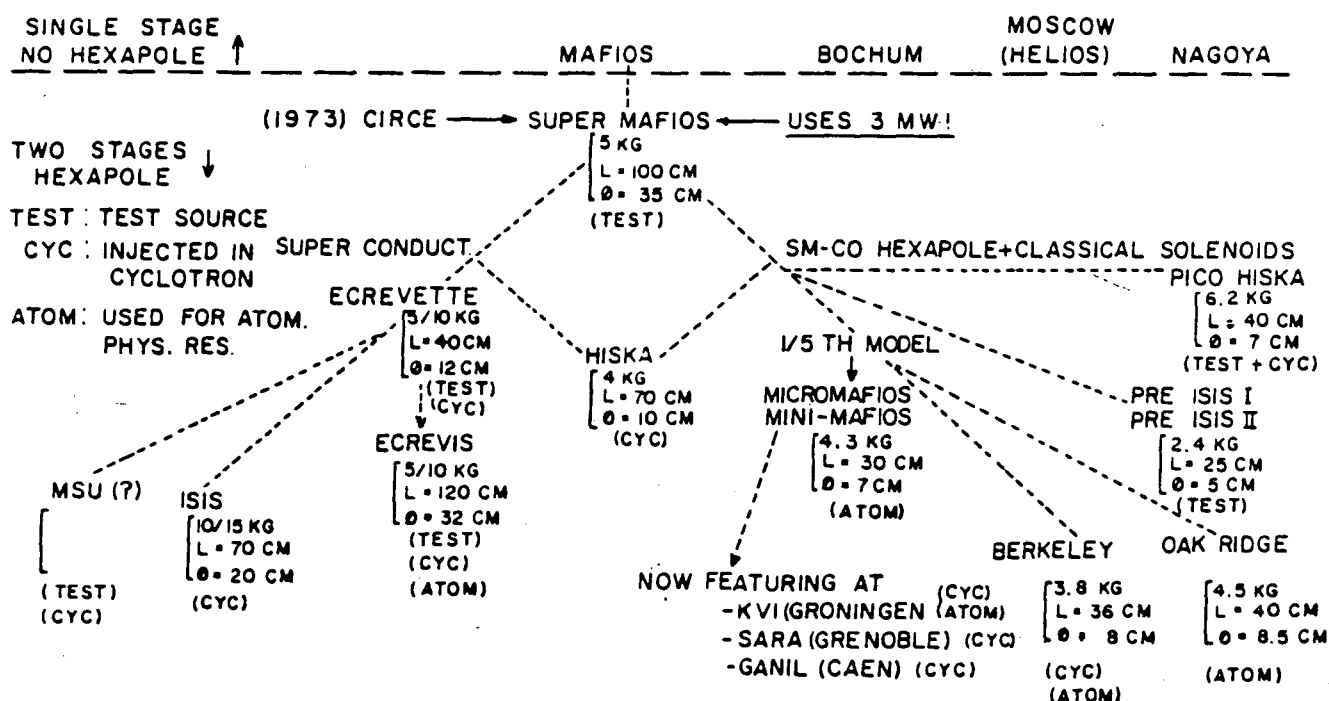 SINGLE STAGE
NO HEXAPOLE
MAFIOS
BOCHUM
MOSCOW
(HELIOS)
NAGOYA
(1973) CIRCE
SUPER MAFIOS
USES 3 MW!
5 KG
L = 100 CM
Ø = 35 CM
(TEST)
TWO STAGES
HEXAPOLE
TEST : TEST SOURCE
CYC : INJECTED IN
CYCLOTRON
ATOM: USED FOR ATOM.
PHYS. RES.
SUPER CONDUCT.
SM-CO HEXAPOLE+CLASSICAL SOLENOIDS
PICO HISKA
6.2 KG
L = 40 CM
Ø = 7 CM
(TEST + CYC)
ECREVETTE
5/10 KG
L = 40 CM
Ø = 12 CM
(TEST)
(CYC)
HISKA
4 KG
L = 70 CM
Ø = 10 CM
(CYC)
1/5 TH MODEL
MICROMAFIOS
MINI-MAFIOS
4.3 KG
L = 30 CM
Ø = 7 CM
(ATOM)
PRE ISIS I
PRE ISIS II
2.4 KG
L = 25 CM
Ø = 5 CM
(TEST)
ECREVIS
5/10 KG
L = 120 CM
Ø = 32 CM
(TEST)
(CYC)
(ATOM)
MSU (?)
(TEST)
(CYC)
ISIS
10/15 KG
L = 70 CM
Ø = 20 CM
(CYC)
NOW FEATURING AT
-KVI (GRONINGEN (CYC)
(ATOM)
-SARA (GRENOBLE) (CYC)
-GANIL (CAEN) (CYC)
BERKELEY
3.8 KG
L = 36 CM
Ø = 8 CM
(CYC)
(ATOM)
OAK RIDGE
4.5 KG
L = 40 CM
Ø = 8.5 CM
(ATOM)